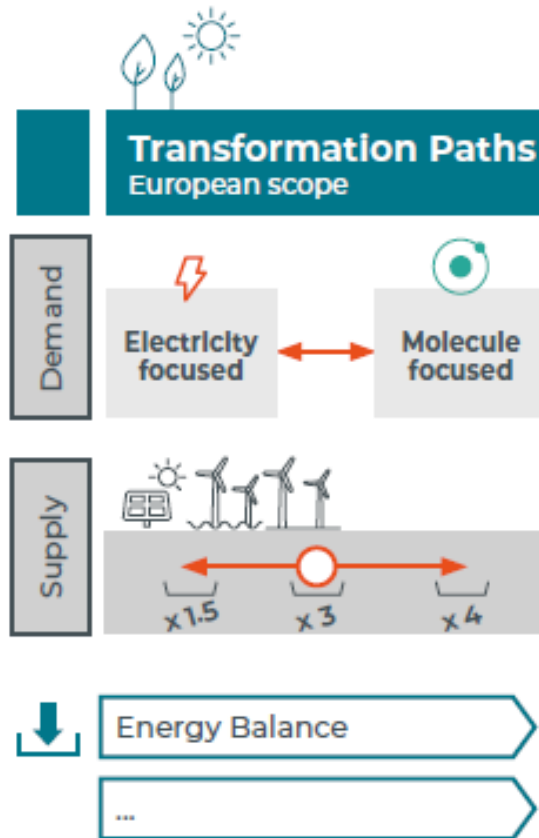 Transformation Paths
European scope
Demand
Electricity
focused
Molecule
focused
Supply
x 1.5
x 3
x 4
Energy Balance
...